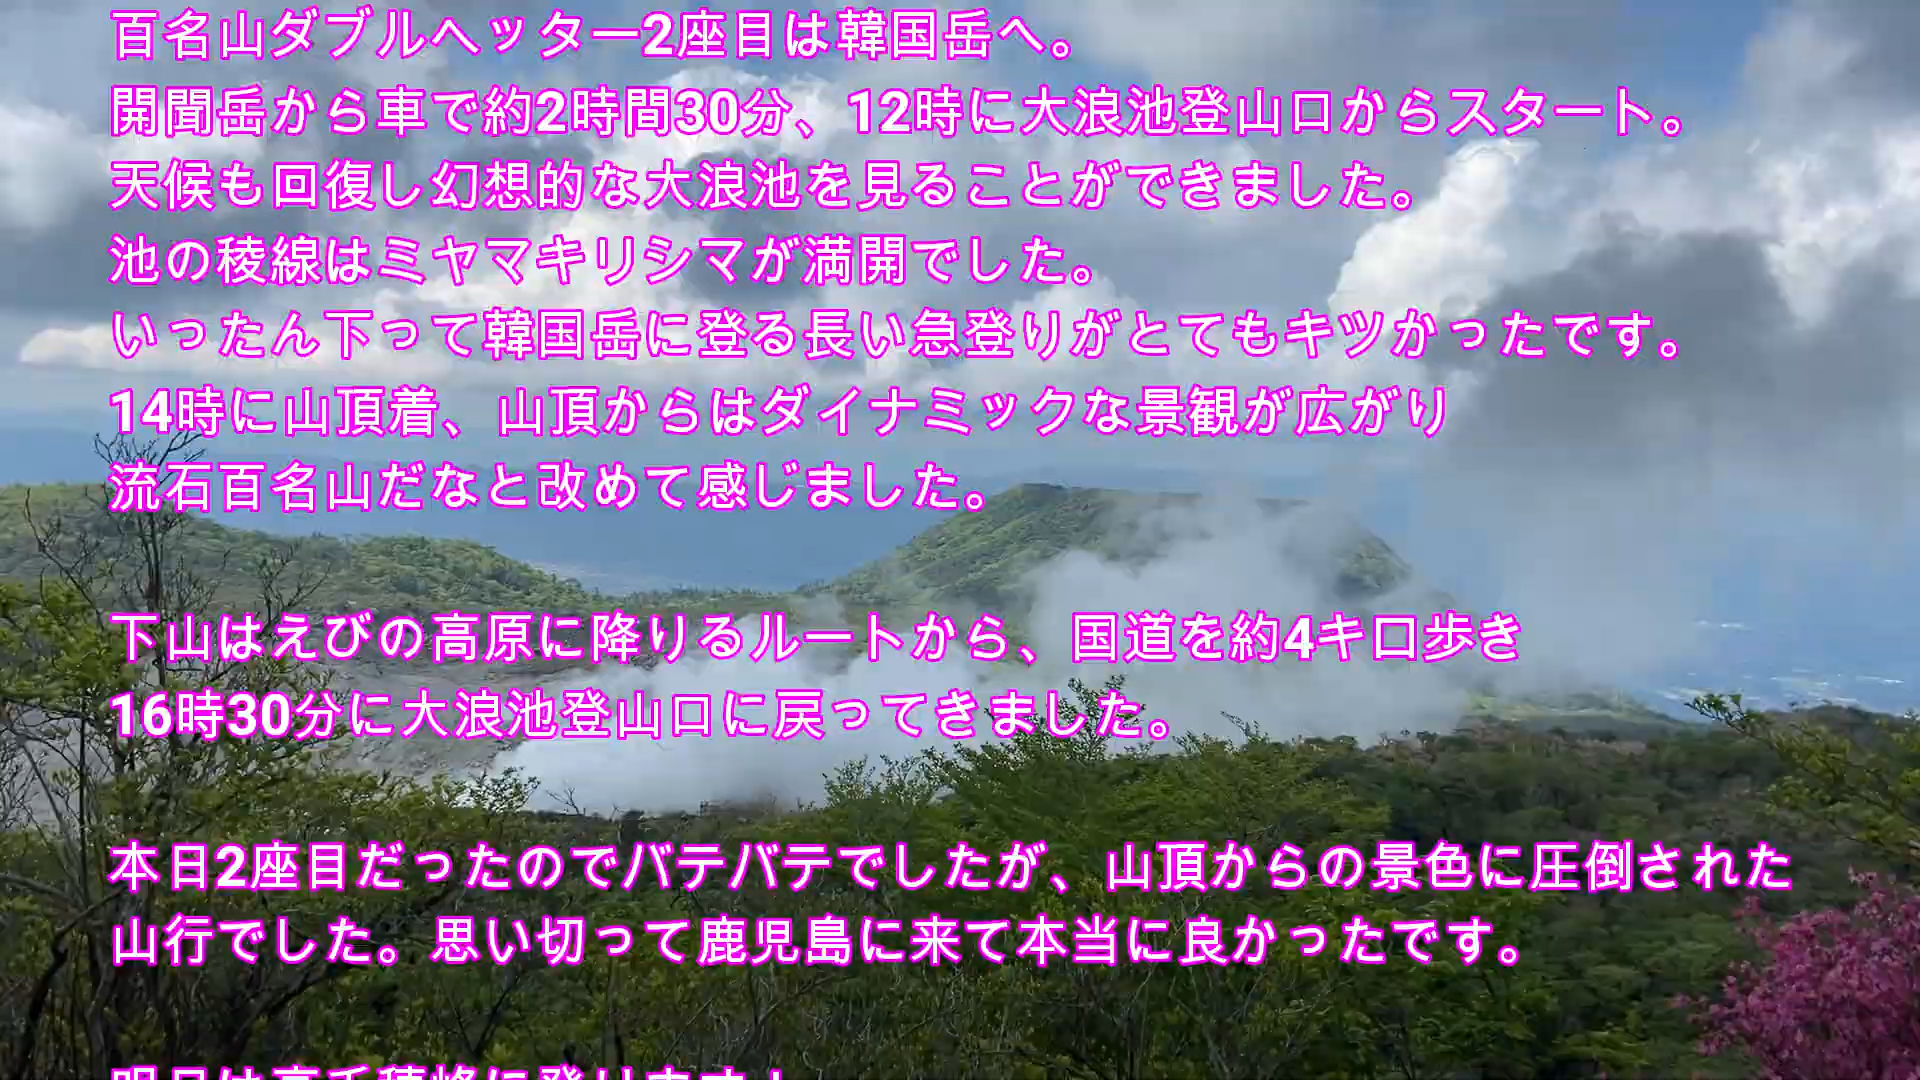 百名山ダブルヘッター2座目は韓国岳へ。
開聞岳から車で約2時間30分、12時に大浪池登山口からスタート。
天候も回復し幻想的な大浪池を見ることができました。
池の稜線はミヤマキリシマが満開でした。
いったん下って韓国岳に登る長い急登りがとてもキツかったです。
14時に山頂着、山頂からはダイナミックな景観が広がり
流石百名山だなと改めて感じました。
下山はえびの高原に降りるルートから、国道を約4キロ歩き
16時30分に大浪池登山口に戻ってきました。
本日2座目だったのでバテバテでしたが、山頂からの景色に圧倒された
山行でした。思い切って鹿児島に来て本当に良かったです。
明日は高千穂峰に登ります！